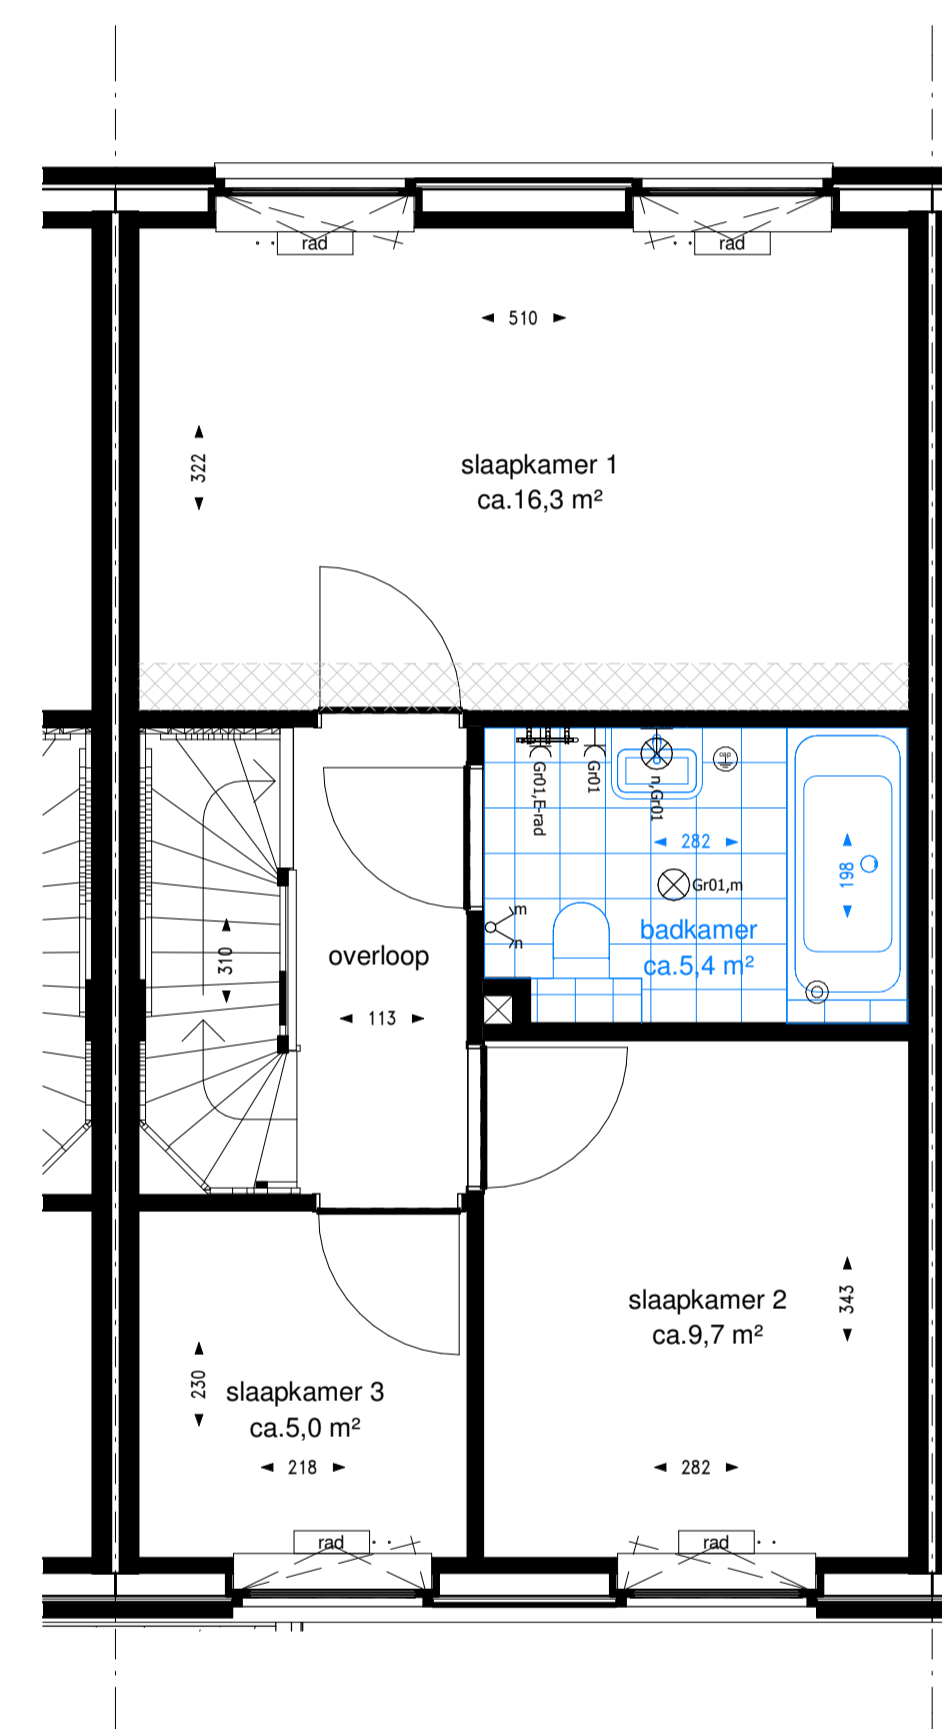 rad
rad
510
322
slaapkamer 1
ca.16,3 m²
Gr01,E-rad
Gr01
n,Gr01
282
198
Gr01,m
m
n
badkamer
ca.5,4 m²
310
overloop
113
slaapkamer 2
ca.9,7 m²
343
230
slaapkamer 3
ca.5,0 m²
218
282
rad
rad